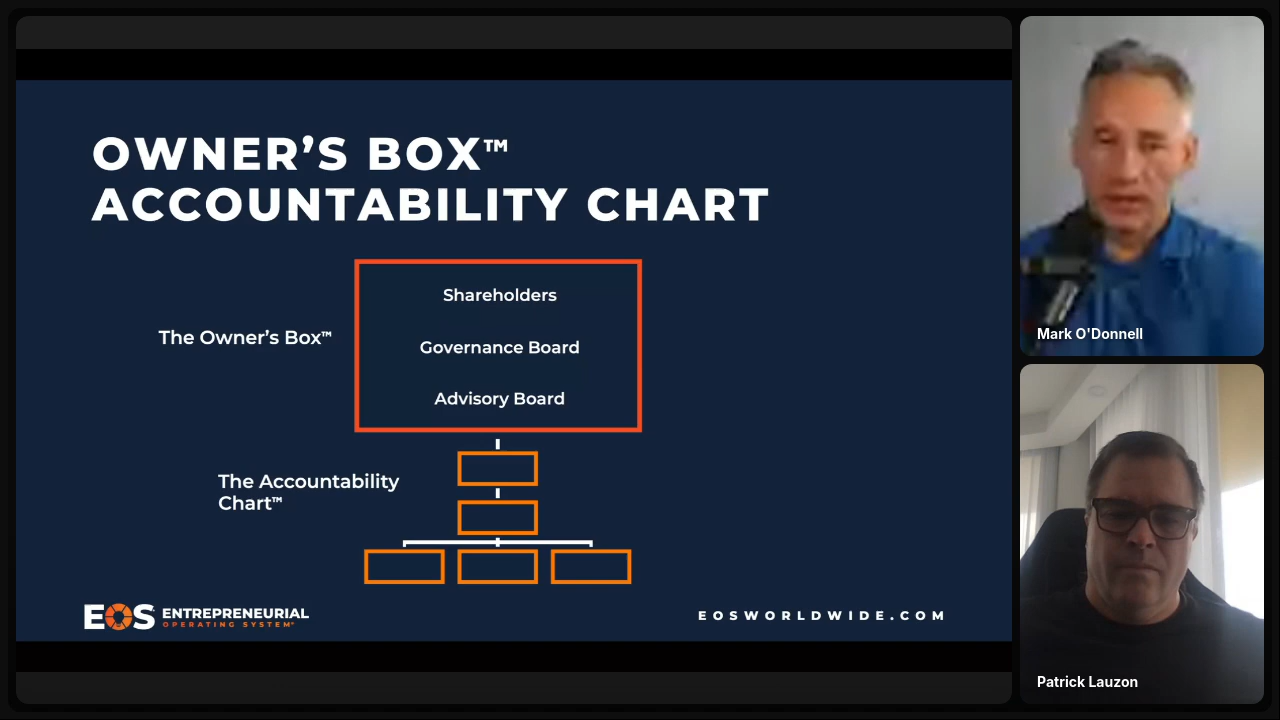 OWNER'S BOX™
ACCOUNTABILITY CHART
The Owner's Box™
Shareholders
Governance Board
Advisory Board
The Accountability
Chart™
EOS ENTREPRENEURIAL
OPERATING SYSTEM
EOSWORLDWIDE.COM
Mark O'Donnell
Patrick Lauzon